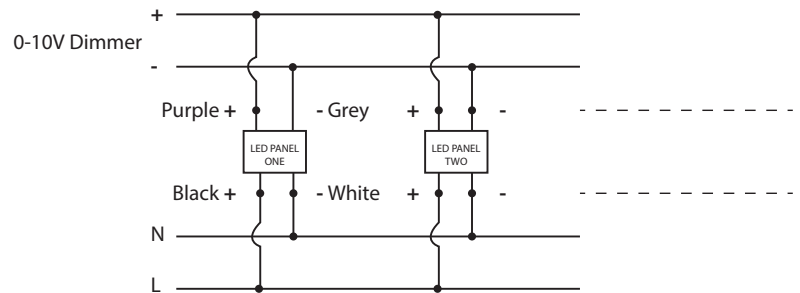 +
0-10V Dimmer
-
Purple + - Grey + -
LED PANEL
ONE
LED PANEL
TWO
Black + - White + -
N
L